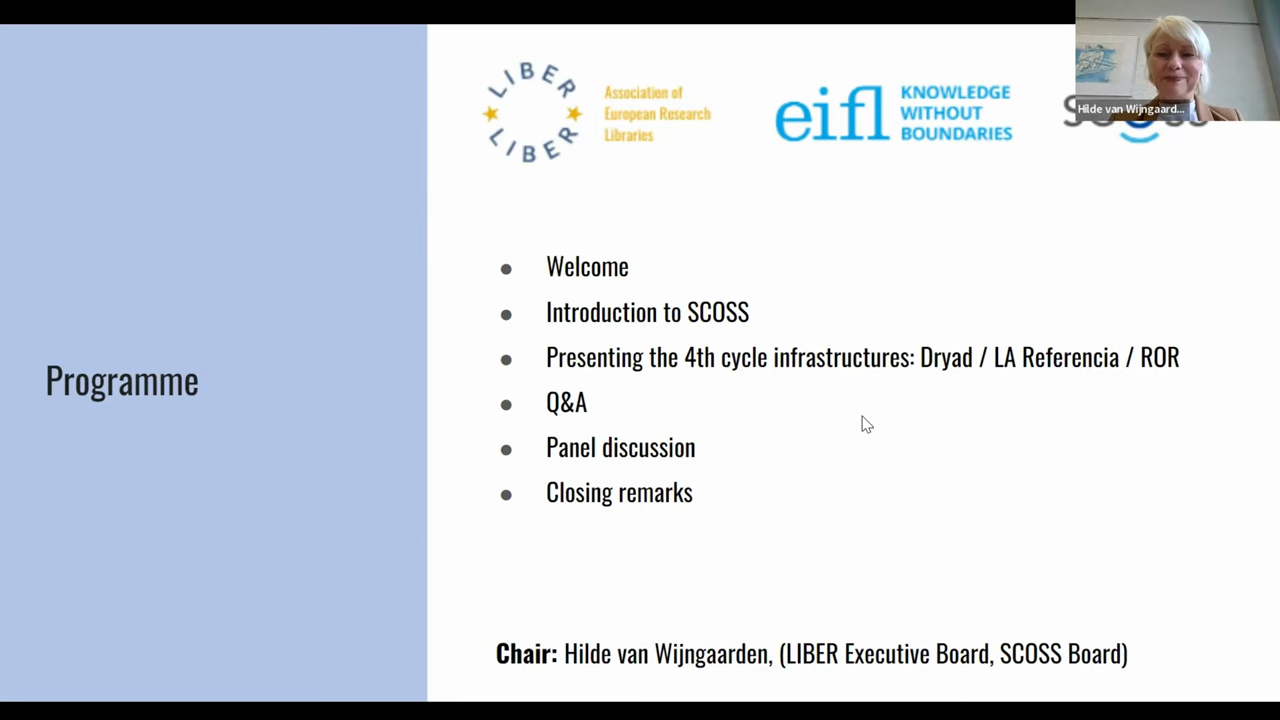 LIBER
LIBER
Association of
European Research
Libraries
eifl
KNOWLEDGE
WITHOUT
BOUNDARIES
Hilde van Wijngaard...
Programme
● Welcome
● Introduction to SCOSS
● Presenting the 4th cycle infrastructures: Dryad / LA Referencia / ROR
● Q&A
● Panel discussion
● Closing remarks
Chair: Hilde van Wijngaarden, (LIBER Executive Board, SCOSS Board)